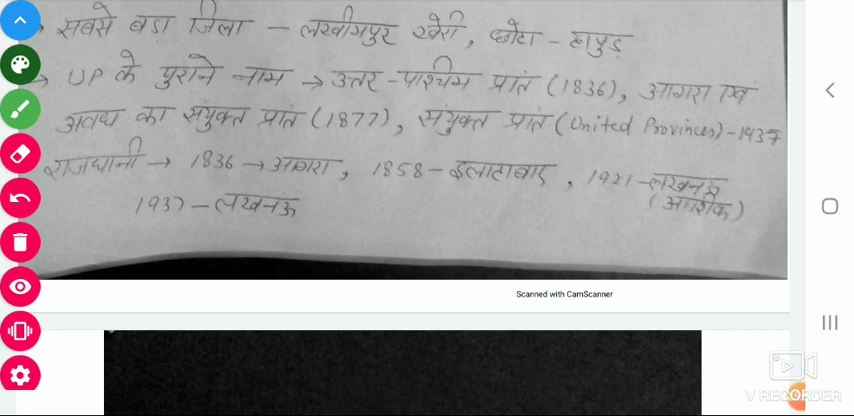 → सबसे बडा जिला – लखीमपुर खेरी, छोटा – हापुड़
→ UP के पुराने नाम → उत्तर-पश्चिम प्रांत (1836), आगरा एवं
अवध का संयुक्त प्रांत (1877), संयुक्त प्रांत (United Provinces) – 1937
राजधानी → 1836 → आगरा, 1858 – इलाहाबाद, 1921 – लखनऊ
(आंशिक)
1937 – लखनऊ
Scanned with CamScanner
V RECORDER